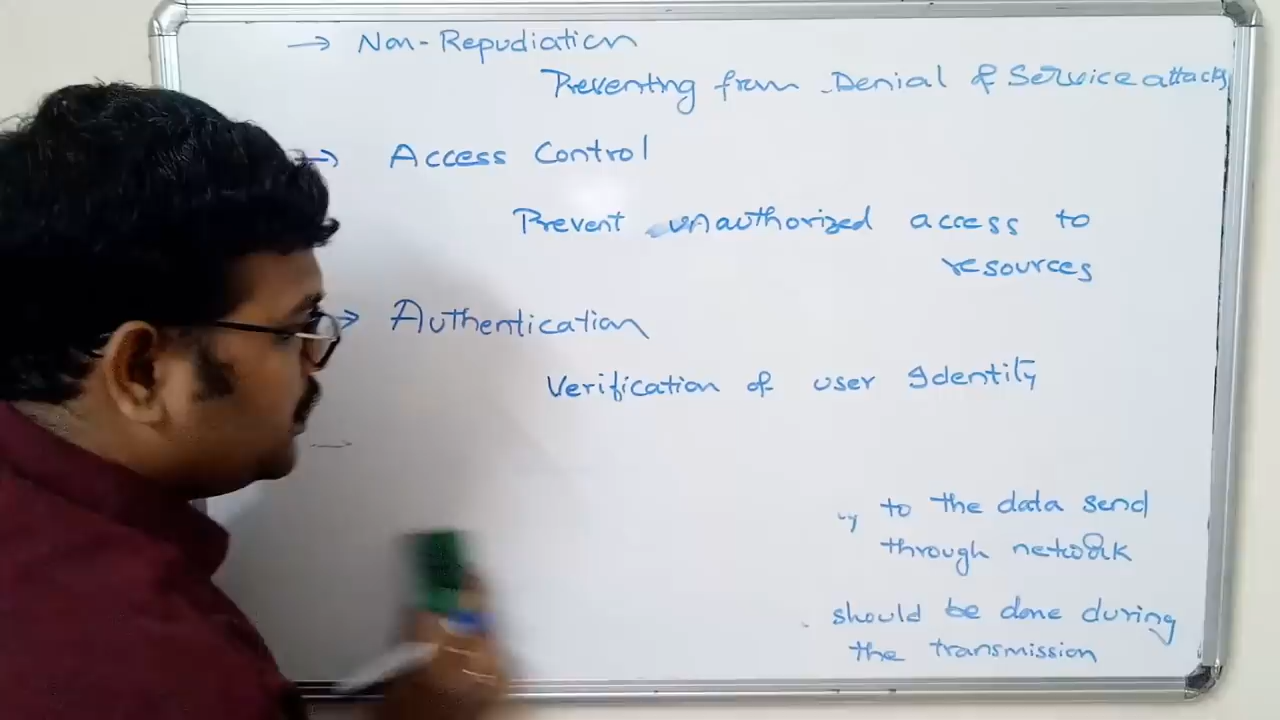 → Non-Repudiation
Preventing from Denial of Service attacks
→ Access Control
Prevent unauthorized access to
resources
→ Authentication
Verification of user Identity
→
to the data send
through network
should be done during
the transmission